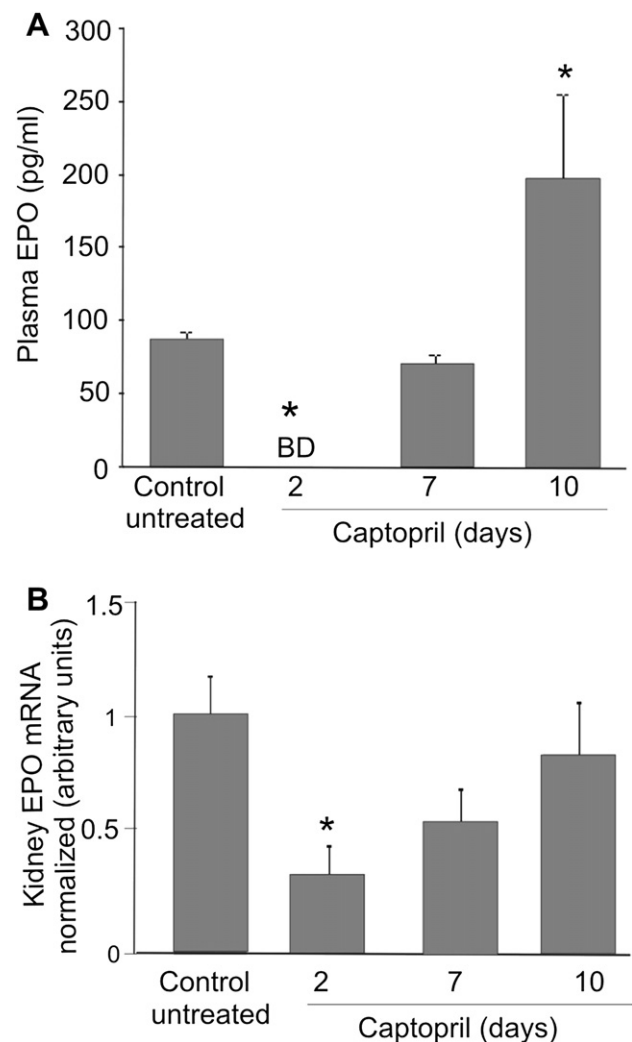 A
Plasma EPO (pg/ml)
300
250
200
150
100
50
0
*
BD
*
Control
untreated
2
7
10
Captopril (days)
B
Kidney EPO mRNA
normalized (arbitrary units)
1.5
1
0.5
0
*
Control
untreated
2
7
10
Captopril (days)